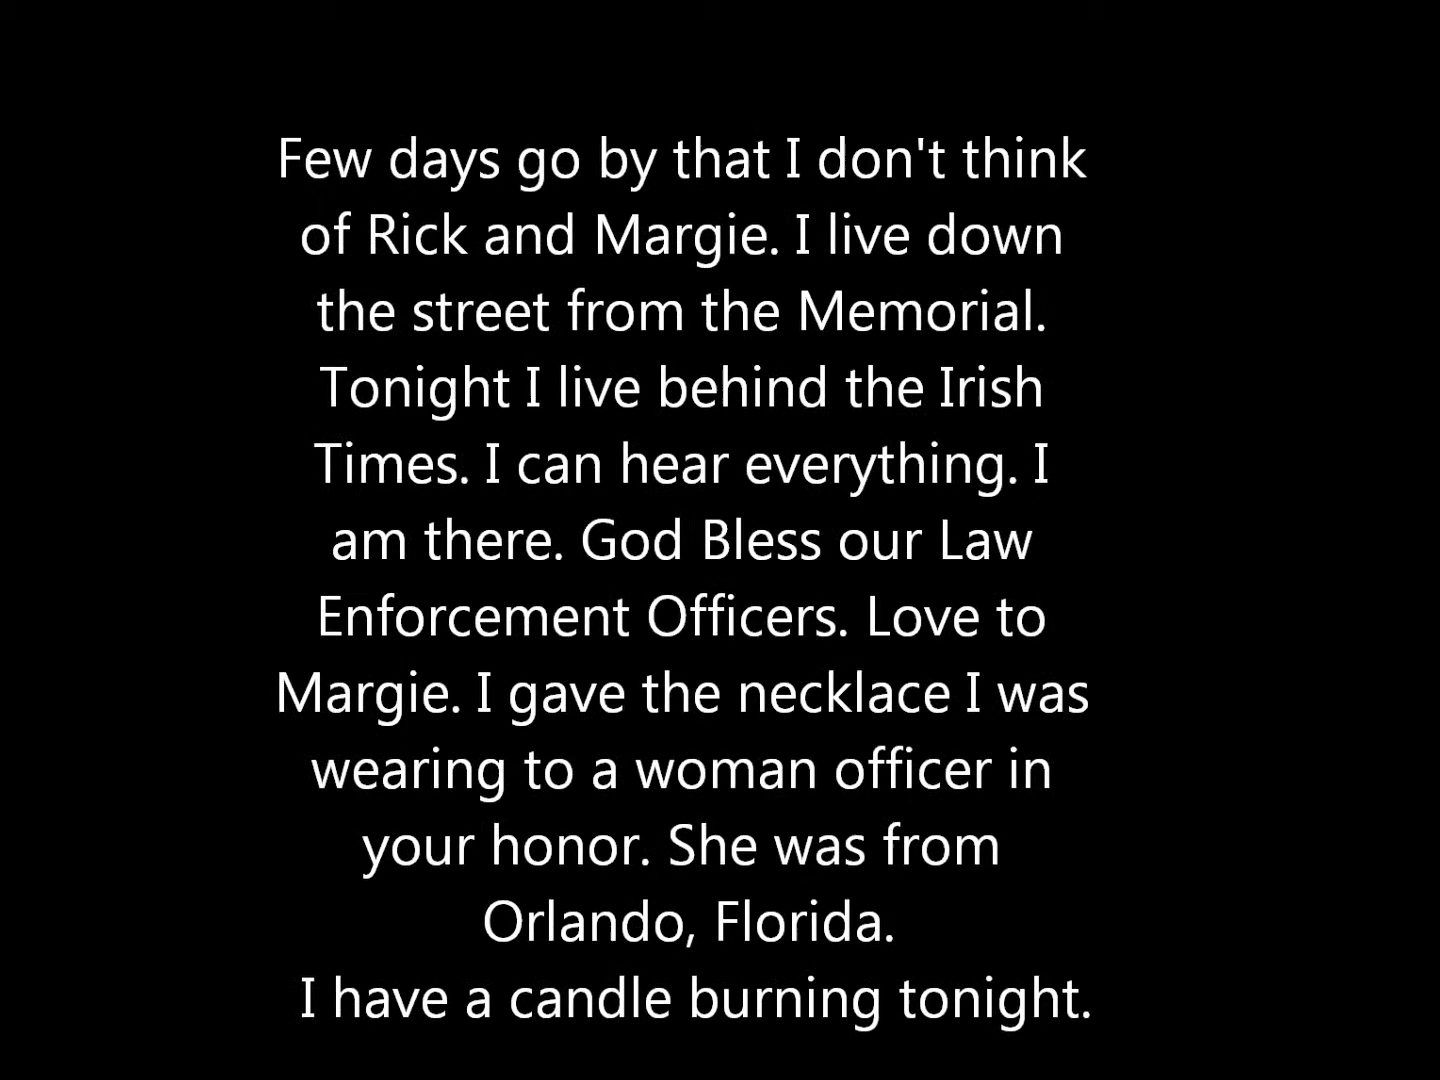 Few days go by that I don't think
of Rick and Margie. I live down
the street from the Memorial.
Tonight I live behind the Irish
Times. I can hear everything. I
am there. God Bless our Law
Enforcement Officers. Love to
Margie. I gave the necklace I was
wearing to a woman officer in
your honor. She was from
Orlando, Florida.
I have a candle burning tonight.